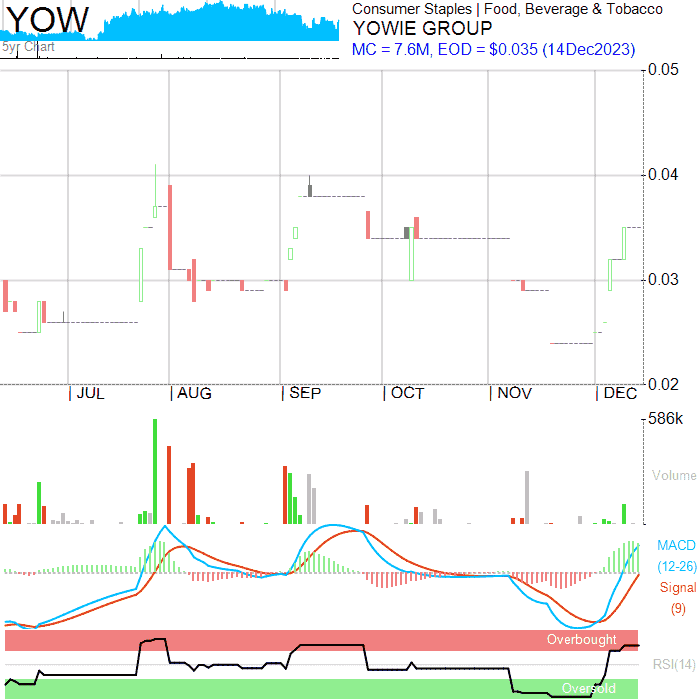 YOW
5yr Chart
Consumer Staples | Food, Beverage & Tobacco
YOWIE GROUP
MC = 7.6M, EOD = $0.035 (14Dec2023)
0.05
0.04
0.03
0.02
JUL AUG SEP OCT NOV DEC
586k
Volume
MACD
(12-26)
Signal
(9)
Overbought
RSI(14)
Oversold